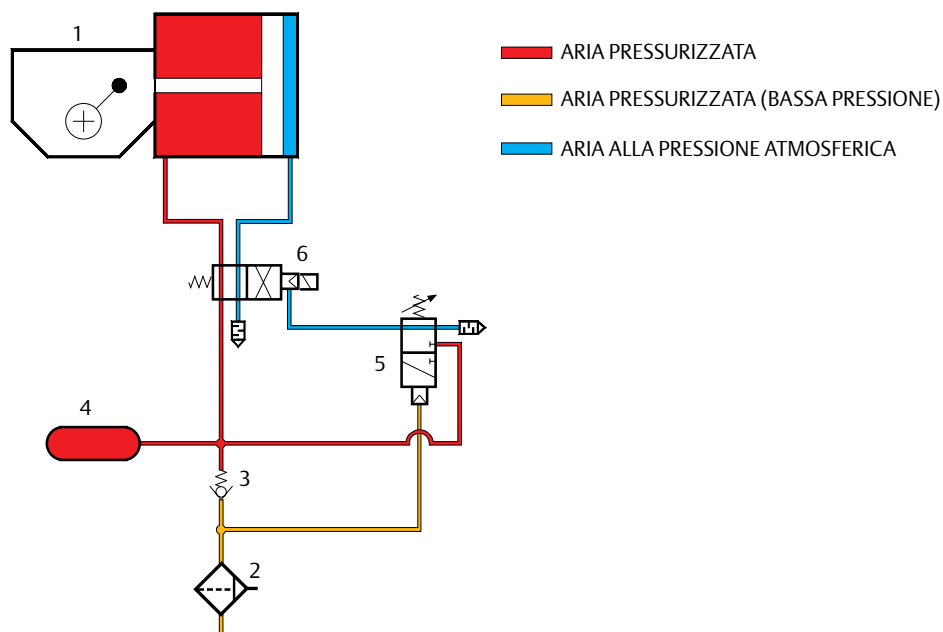 1
ARIA PRESSURIZZATA
ARIA PRESSURIZZATA (BASSA PRESSIONE)
ARIA ALLA PRESSIONE ATMOSFERICA
6
5
4
3
2